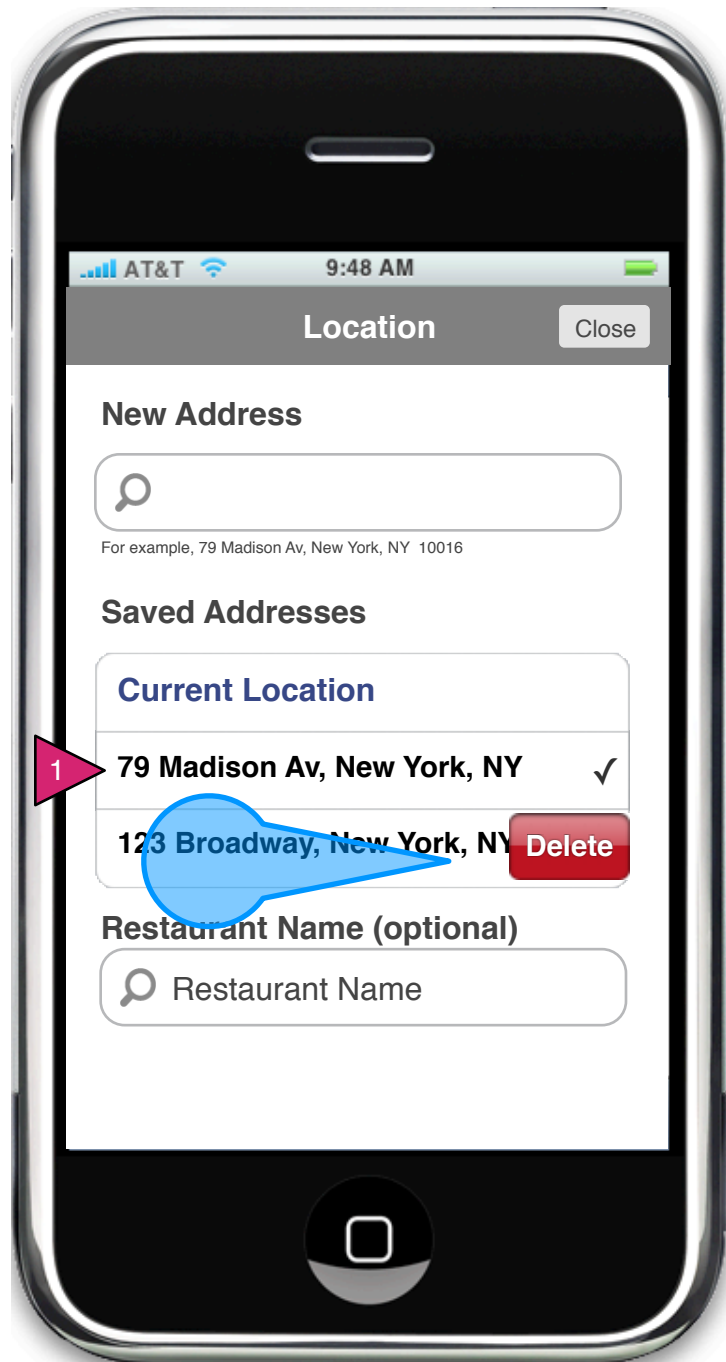 AT&T 9:48 AM
Location Close
New Address
For example, 79 Madison Av, New York, NY 10016
Saved Addresses
Current Location
1 79 Madison Av, New York, NY
123 Broadway, New York, NY Delete
Restaurant Name (optional)
Restaurant Name